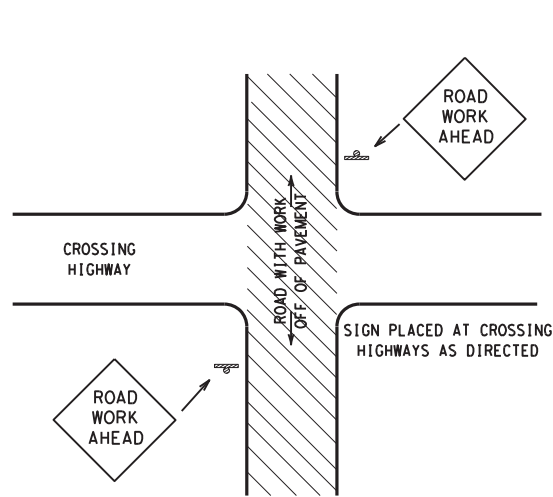 ROAD
WORK
AHEAD
CROSSING
HIGHWAY
ROAD WITH WORK
OFF OF PAVEMENT
SIGN PLACED AT CROSSING
HIGHWAYS AS DIRECTED
ROAD
WORK
AHEAD